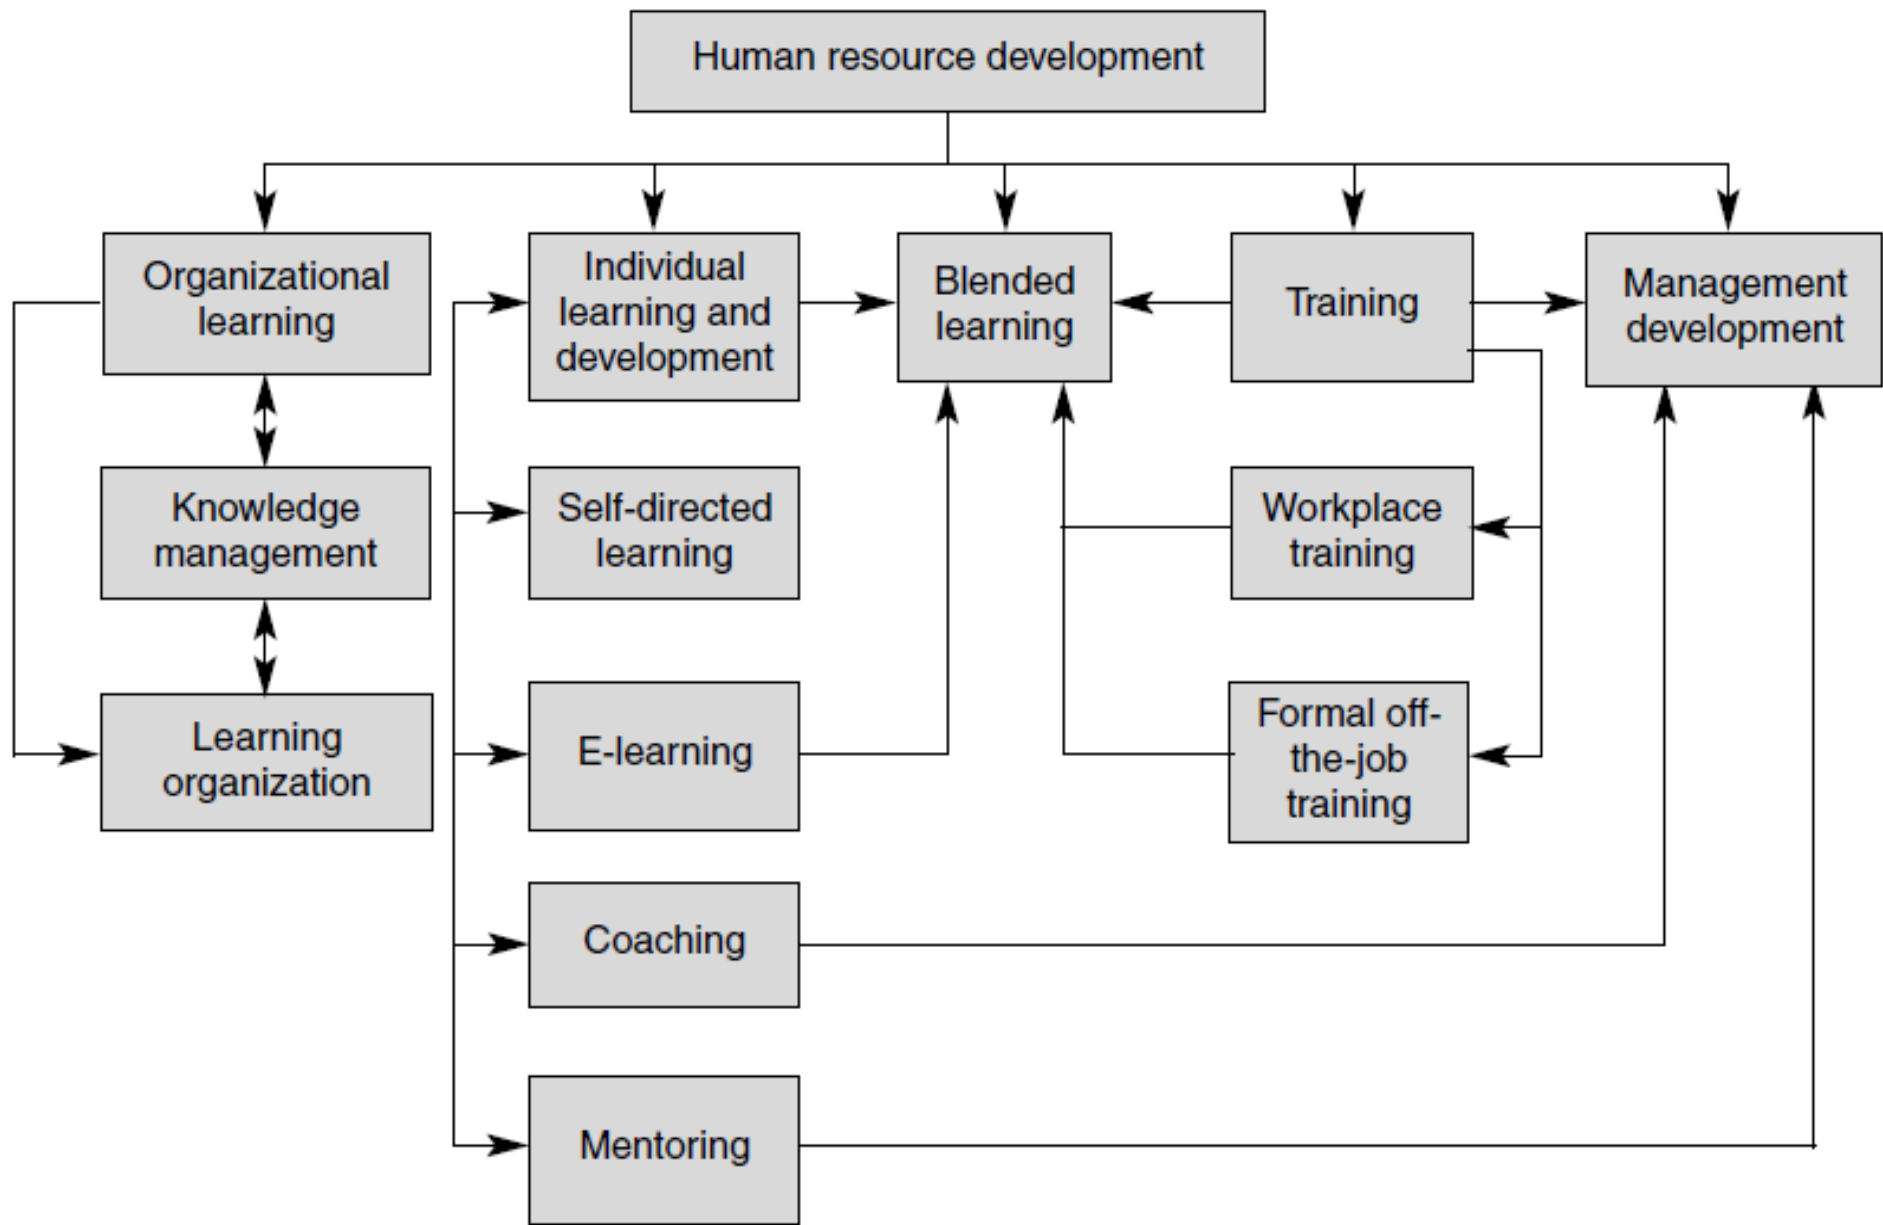 Human resource development
Organizational
learning
Individual
learning and
development
Blended
learning
Training
Management
development
Knowledge
management
Self-directed
learning
Workplace
training
Learning
organization
E-learning
Formal off-
the-job
training
Coaching
Mentoring